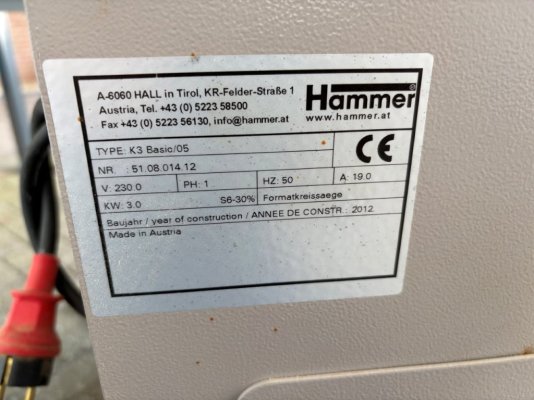 A-6060 HALL in Tirol, KR-Felder-Straße 1
Austria, Tel. +43 (0) 5223 58500
Fax +43 (0) 5223 56130, info@hammer.at
Hammer®
www.hammer.at
TYPE: K3 Basic/05
NR. : 51.08.014.12
CE
V: 230.0 PH: 1 HZ: 50 A: 19.0
KW: 3.0 S6-30% Formatkreissaege
Baujahr / year of construction / ANNEE DE CONSTR.: 2012
Made in Austria